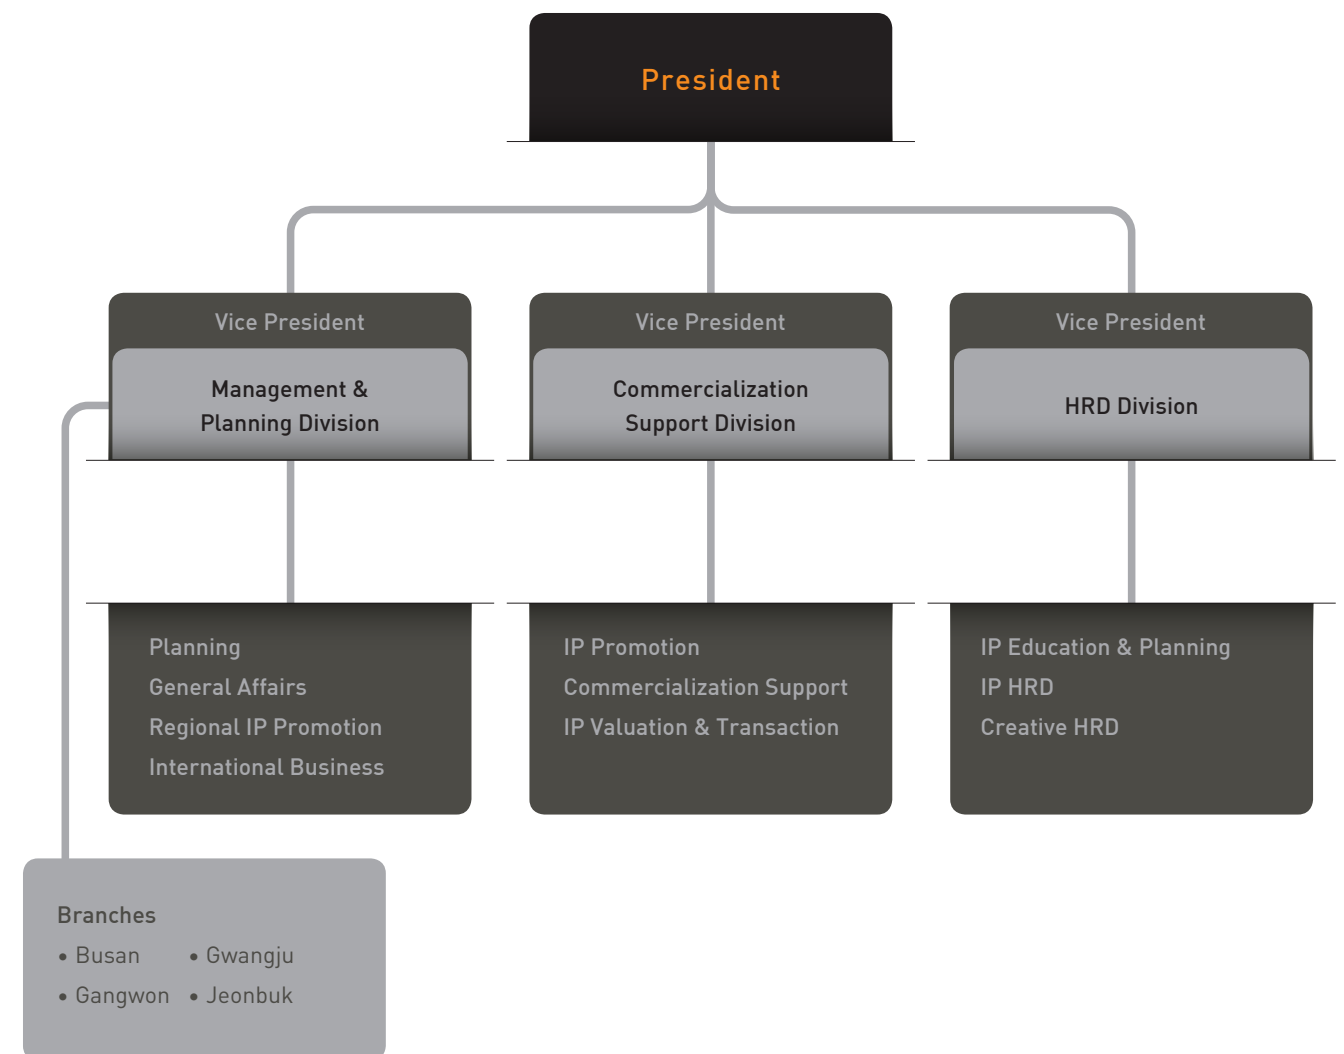 President
Vice President
Management &
Planning Division
Vice President
Commercialization
Support Division
Vice President
HRD Division
Planning
General Affairs
Regional IP Promotion
International Business
IP Promotion
Commercialization Support
IP Valuation & Transaction
IP Education & Planning
IP HRD
Creative HRD
Branches
• Busan • Gwangju
• Gangwon • Jeonbuk